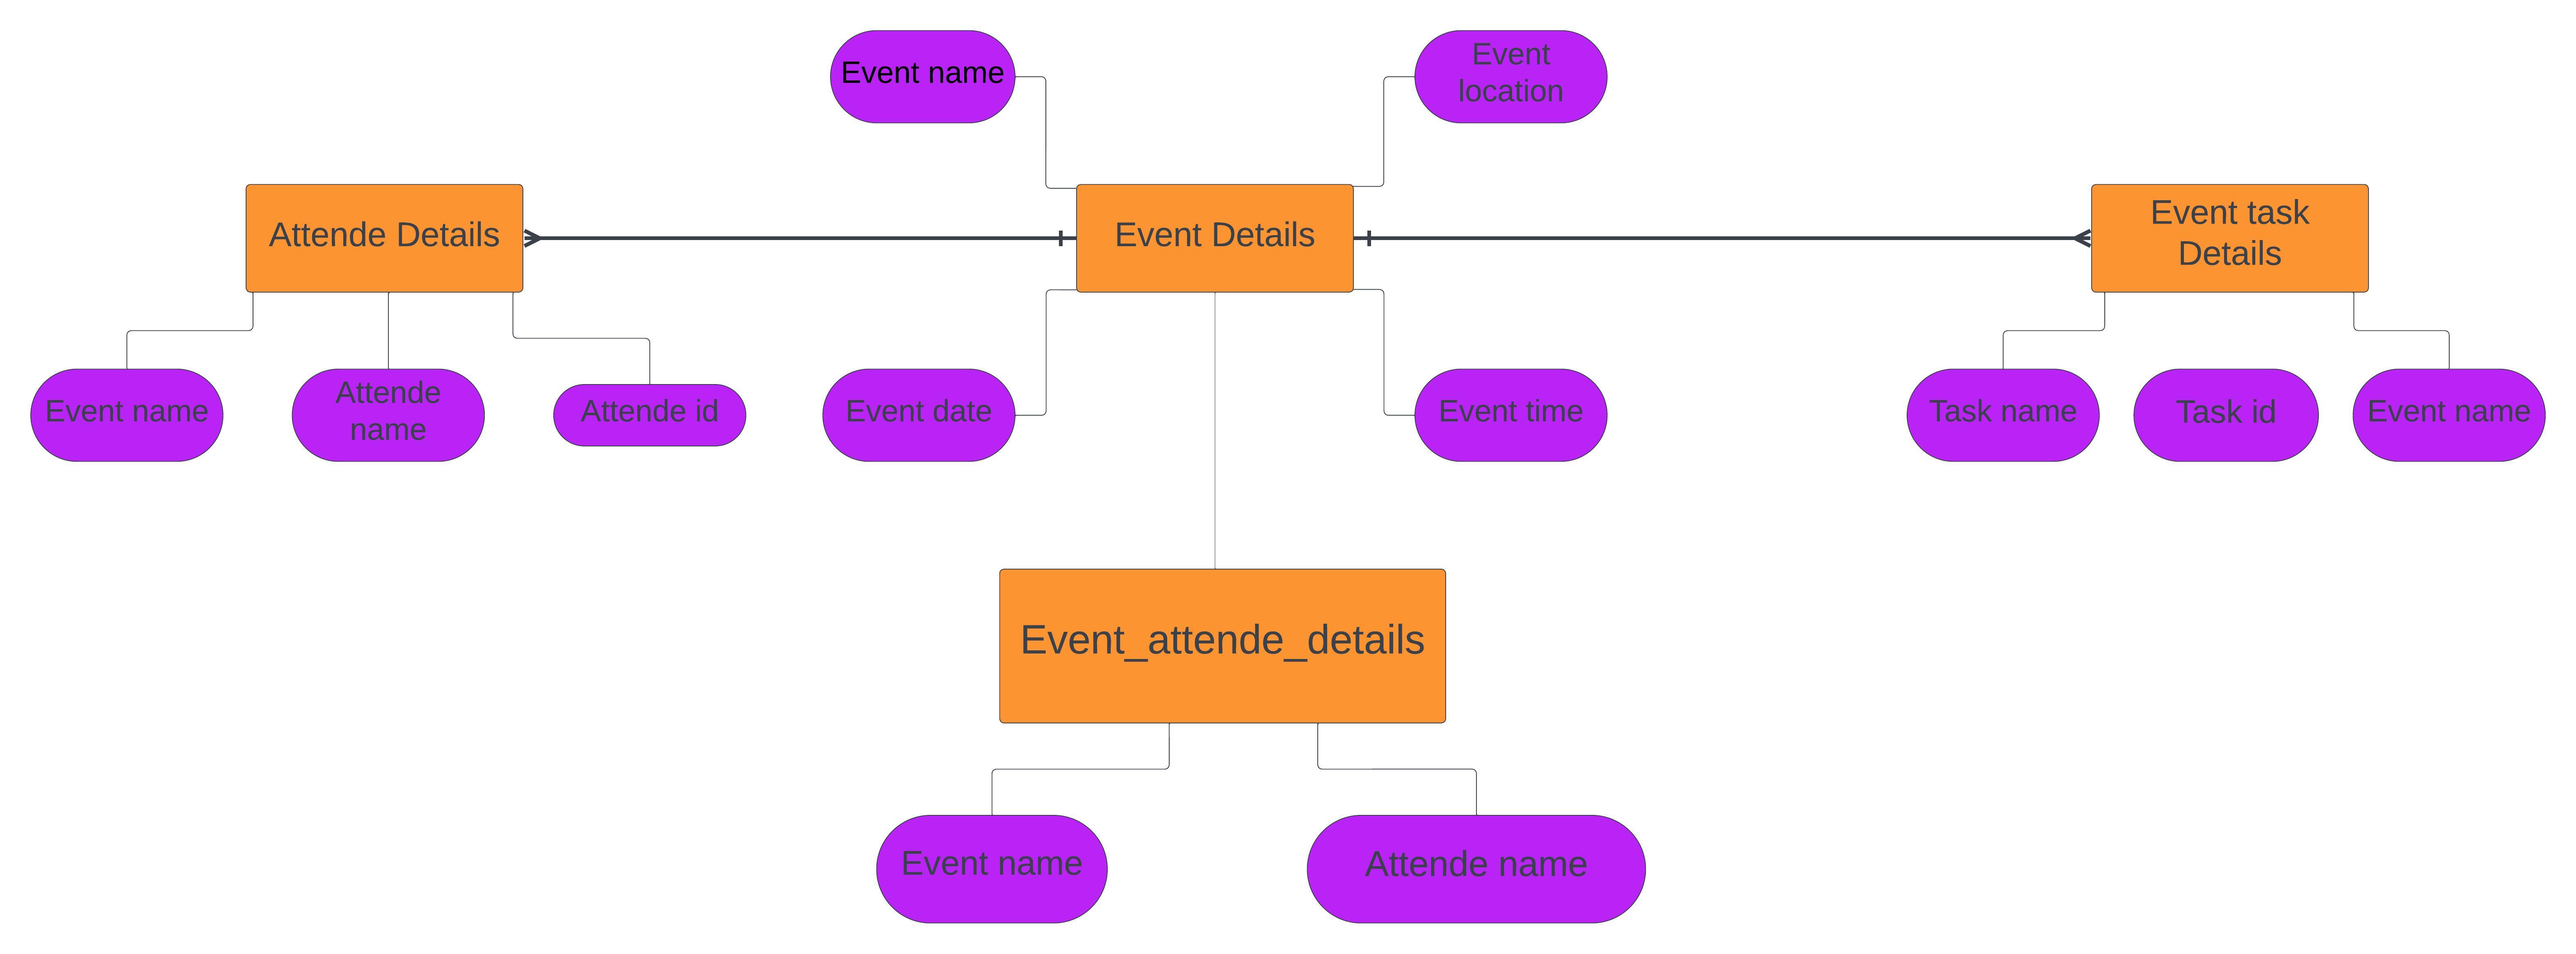 Event name
Event
location
Attende Details
Event Details
Event task
Details
Event name
Attende
name
Attende id
Event date
Event time
Task name
Task id
Event name
Event_attende_details
Event name
Attende name